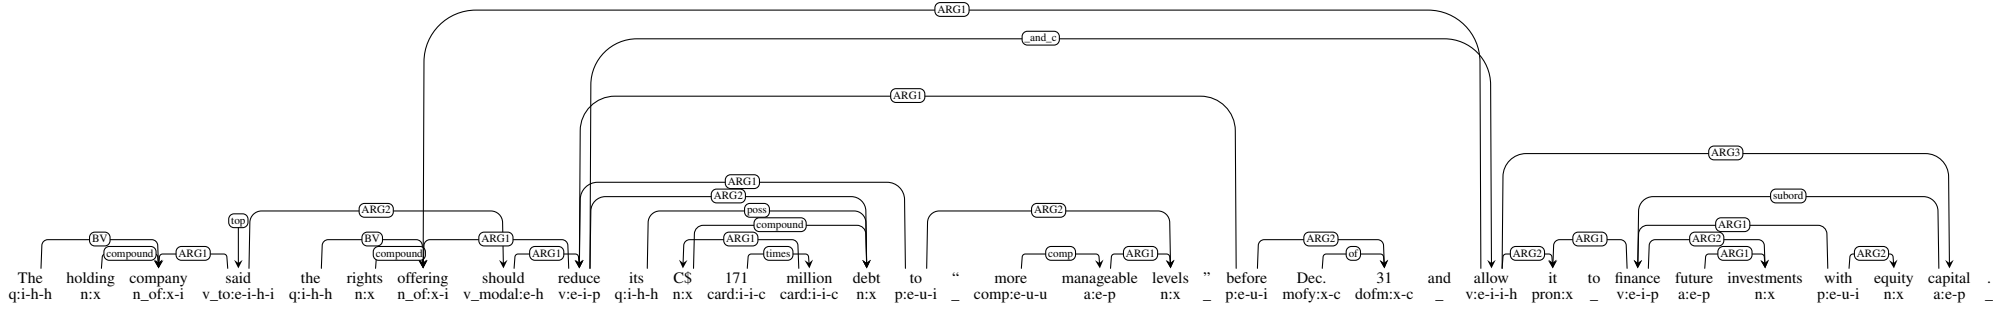 ARG1
_and_c
ARG1
ARG3
ARG1
ARG2 subord
top ARG2 poss ARG2
compound ARG1
BV ARG1 BV ARG1 ARG1 ARG2 ARG1 ARG2
compound compound ARG1 times comp ARG1 of ARG2 ARG1 ARG2
The holding company said the rights offering should reduce its C$ 171 million debt to “ more manageable levels ” before Dec. 31 and allow it to finance future investments with equity capital .
q:i-h-h n:x n_of:x-i v_to:e-i-h-i q:i-h-h n:x n_of:x-i v_modal:e-h v:e-i-p q:i-h-h n:x card:i-i-c card:i-i-c n:x p:e-u-i _ comp:e-u-u a:e-p n:x _ p:e-u-i mofy:x-c dofm:x-c _ v:e-i-i-h pron:x _ v:e-i-p a:e-p n:x p:e-u-i n:x a:e-p _